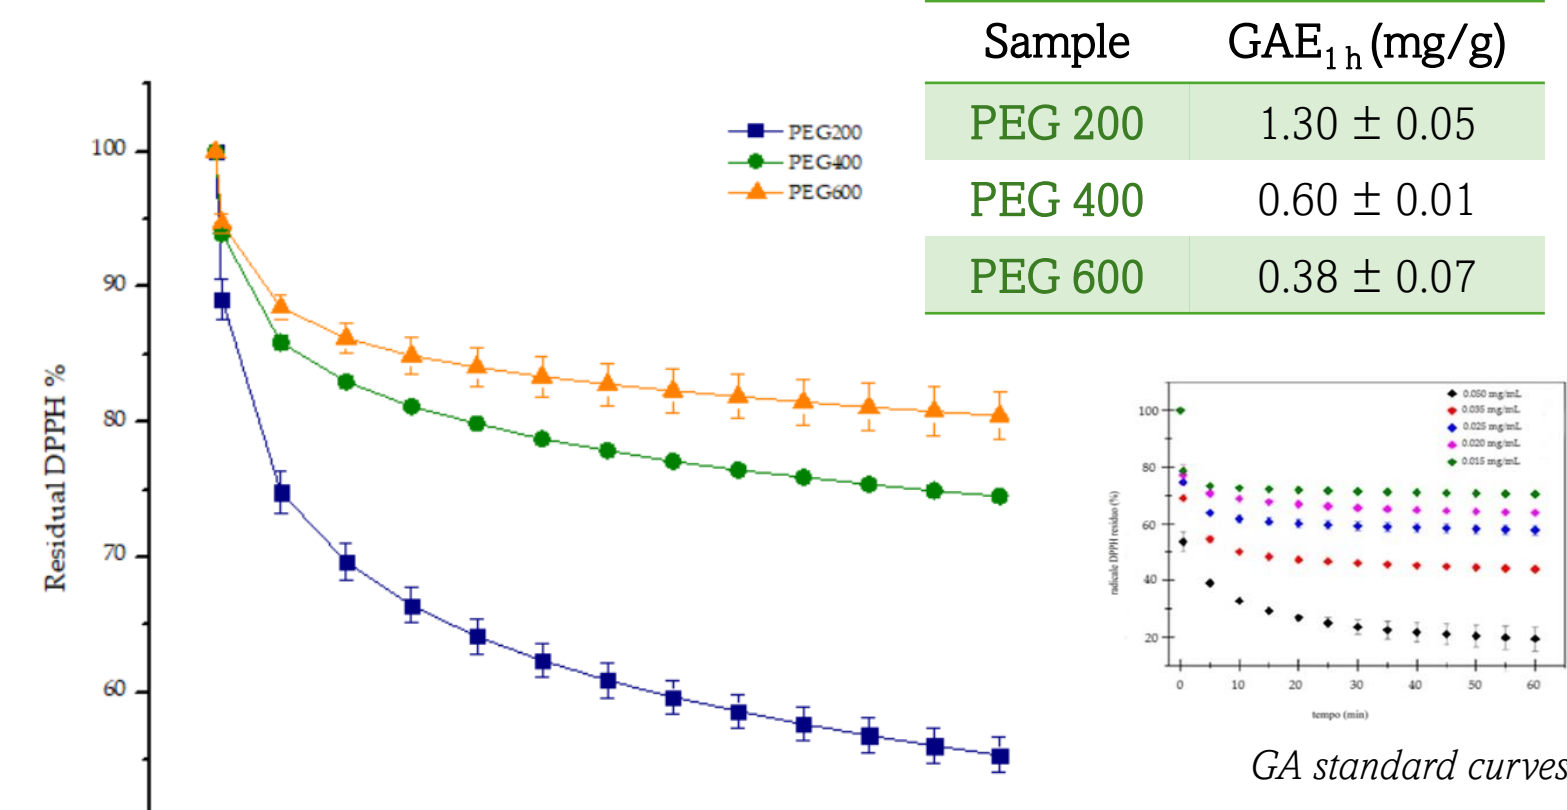 Sample GAE1 h (mg/g)
PEG 200 1.30 ± 0.05
PEG 400 0.60 ± 0.01
PEG 600 0.38 ± 0.07
PEG200
PEG400
PEG600
100
90
80
70
60
Residual DPPH %
0.050 mg/mL
0.035 mg/mL
0.025 mg/mL
0.020 mg/mL
0.015 mg/mL
100
80
60
40
20
radicale DPPH residuo (%)
0 10 20 30 40 50 60
tempo (min)
GA standard curves